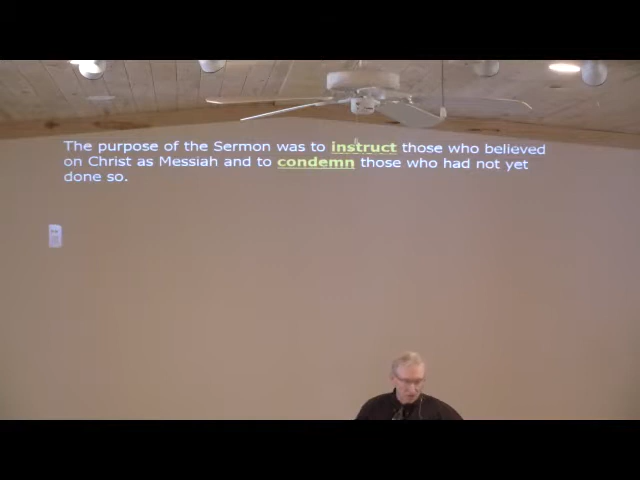 The purpose of the Sermon was to instruct those who believed
on Christ as Messiah and to condemn those who had not yet
done so.